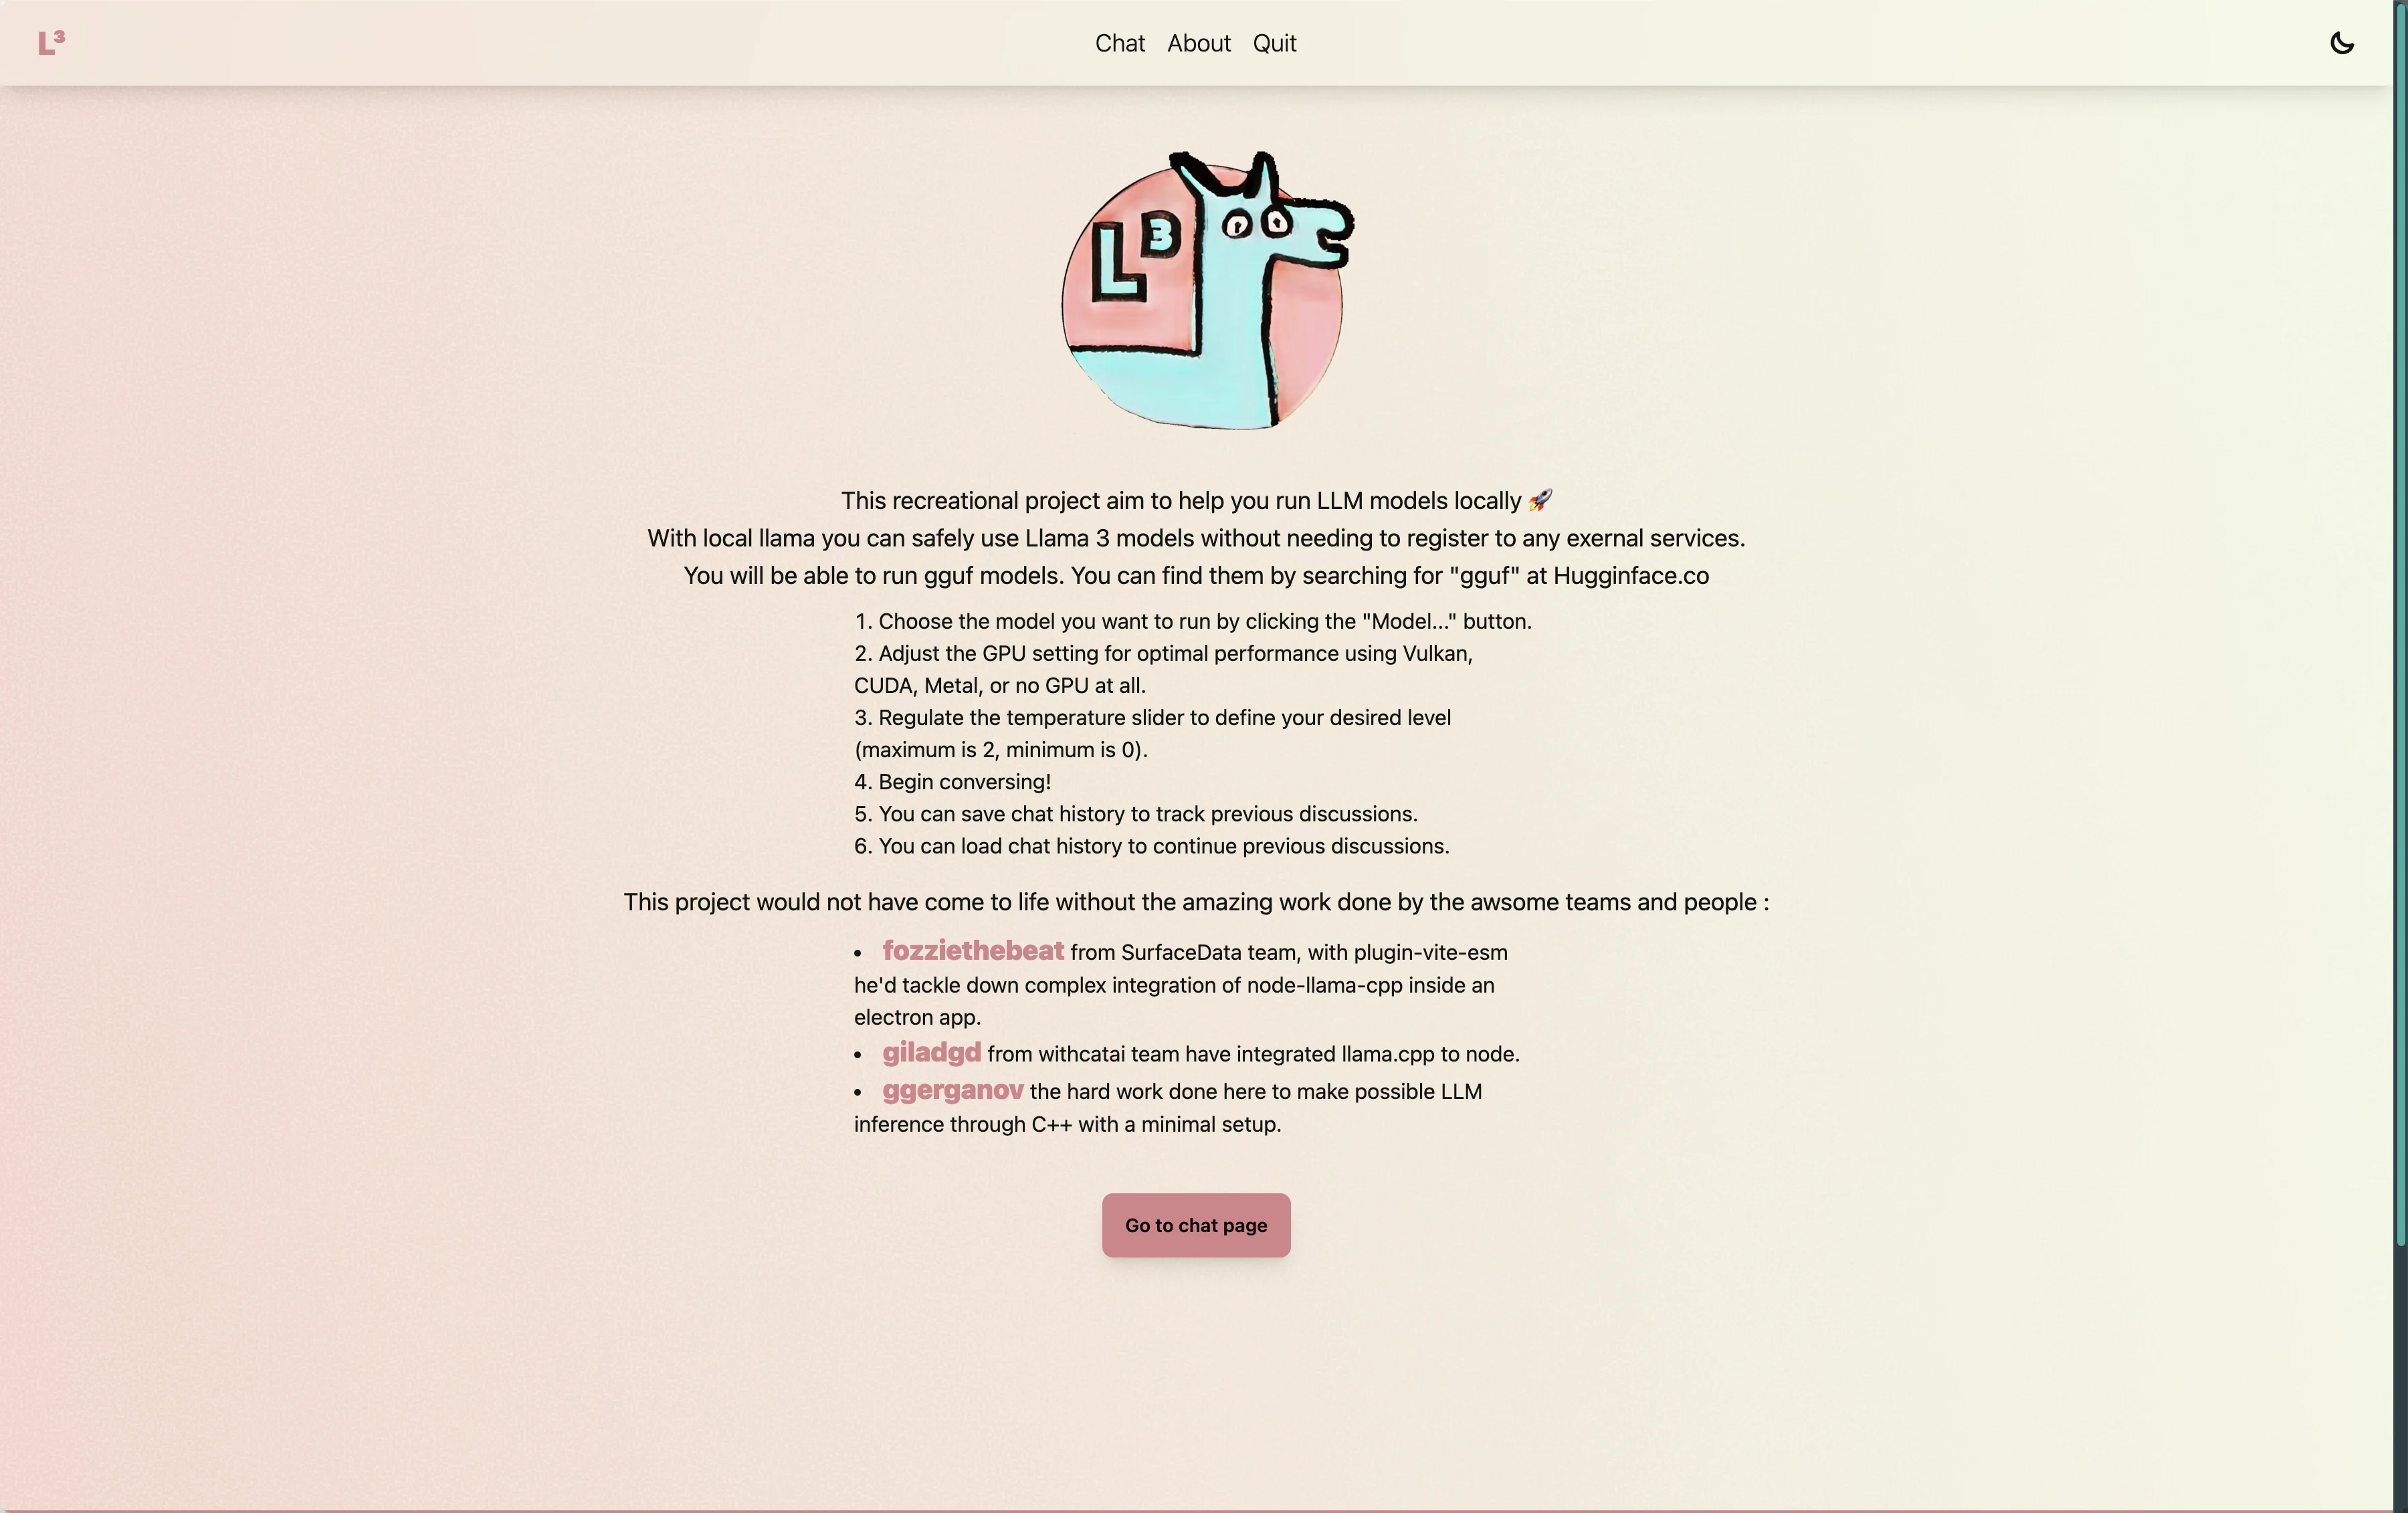 L³
Chat About Quit
L3
This recreational project aim to help you run LLM models locally 🚀
With local llama you can safely use Llama 3 models without needing to register to any exernal services.
You will be able to run gguf models. You can find them by searching for "gguf" at Hugginface.co
1. Choose the model you want to run by clicking the "Model..." button.
2. Adjust the GPU setting for optimal performance using Vulkan,
CUDA, Metal, or no GPU at all.
3. Regulate the temperature slider to define your desired level
(maximum is 2, minimum is 0).
4. Begin conversing!
5. You can save chat history to track previous discussions.
6. You can load chat history to continue previous discussions.
This project would not have come to life without the amazing work done by the awsome teams and people :
• fozziethebeat from SurfaceData team, with plugin-vite-esm
he'd tackle down complex integration of node-llama-cpp inside an
electron app.
• giladgd from withcatai team have integrated llama.cpp to node.
• ggerganov the hard work done here to make possible LLM
inference through C++ with a minimal setup.
Go to chat page